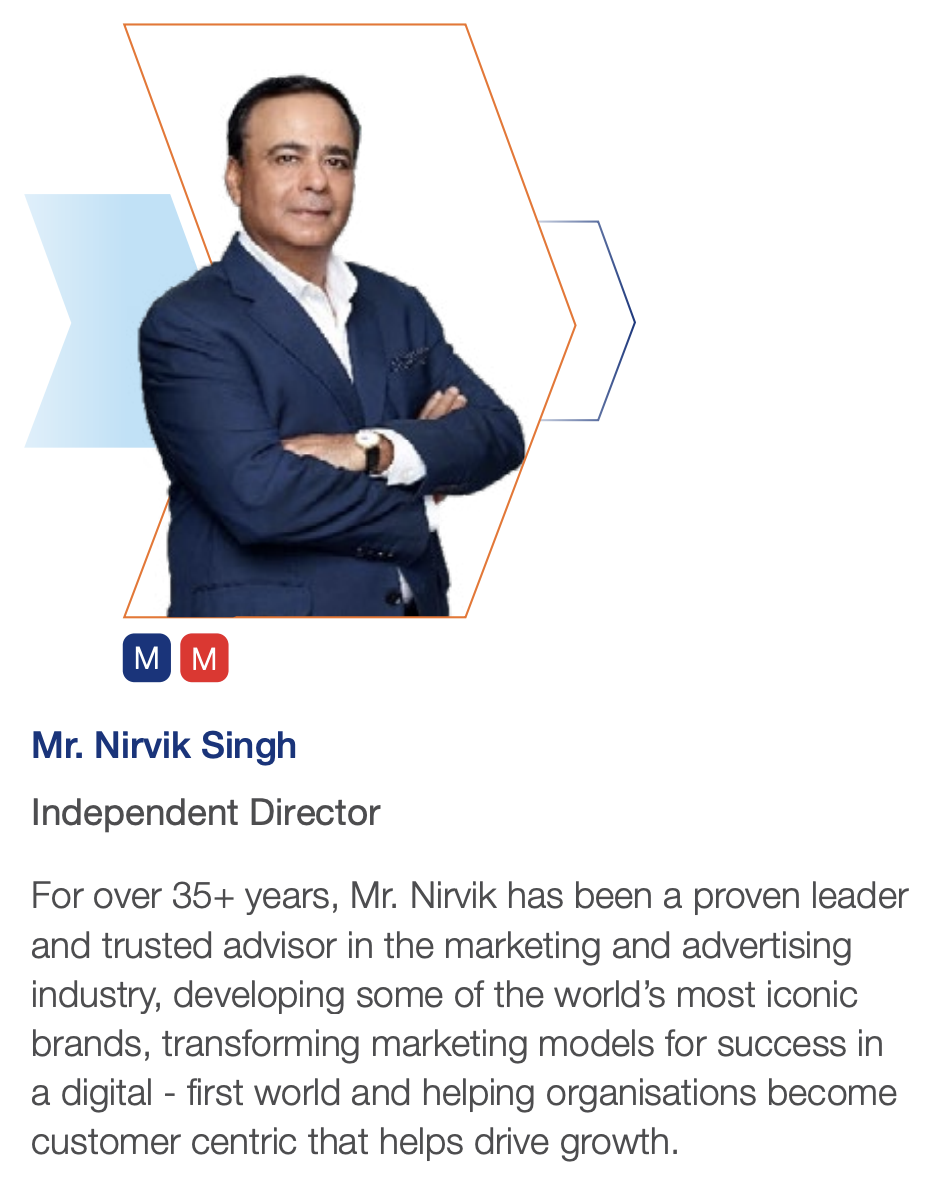 M M
Mr. Nirvik Singh
Independent Director
For over 35+ years, Mr. Nirvik has been a proven leader
and trusted advisor in the marketing and advertising
industry, developing some of the world’s most iconic
brands, transforming marketing models for success in
a digital - first world and helping organisations become
customer centric that helps drive growth.